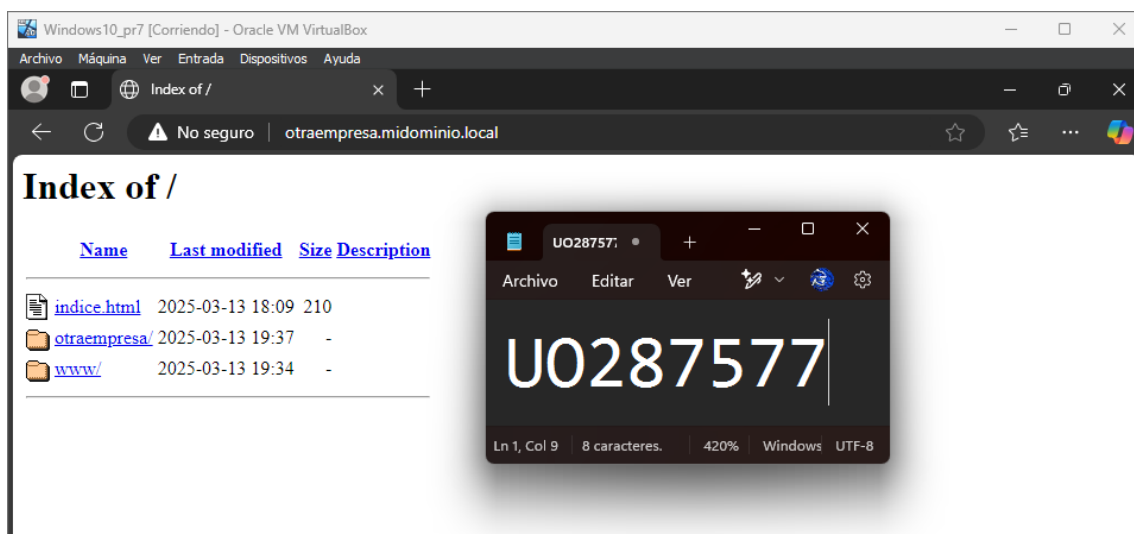 Windows10_pr7 [Corriendo] - Oracle VM VirtualBox
Archivo Máquina Ver Entrada Dispositivos Ayuda
Index of /
No seguro otraempresa.midominio.local
Index of /
Name Last modified Size Description
indice.html 2025-03-13 18:09 210
otraempresa/ 2025-03-13 19:37 -
www/ 2025-03-13 19:34 -
UO287577
Archivo Editar Ver
UO287577
Ln 1, Col 9 8 caracteres. 420% Windows UTF-8